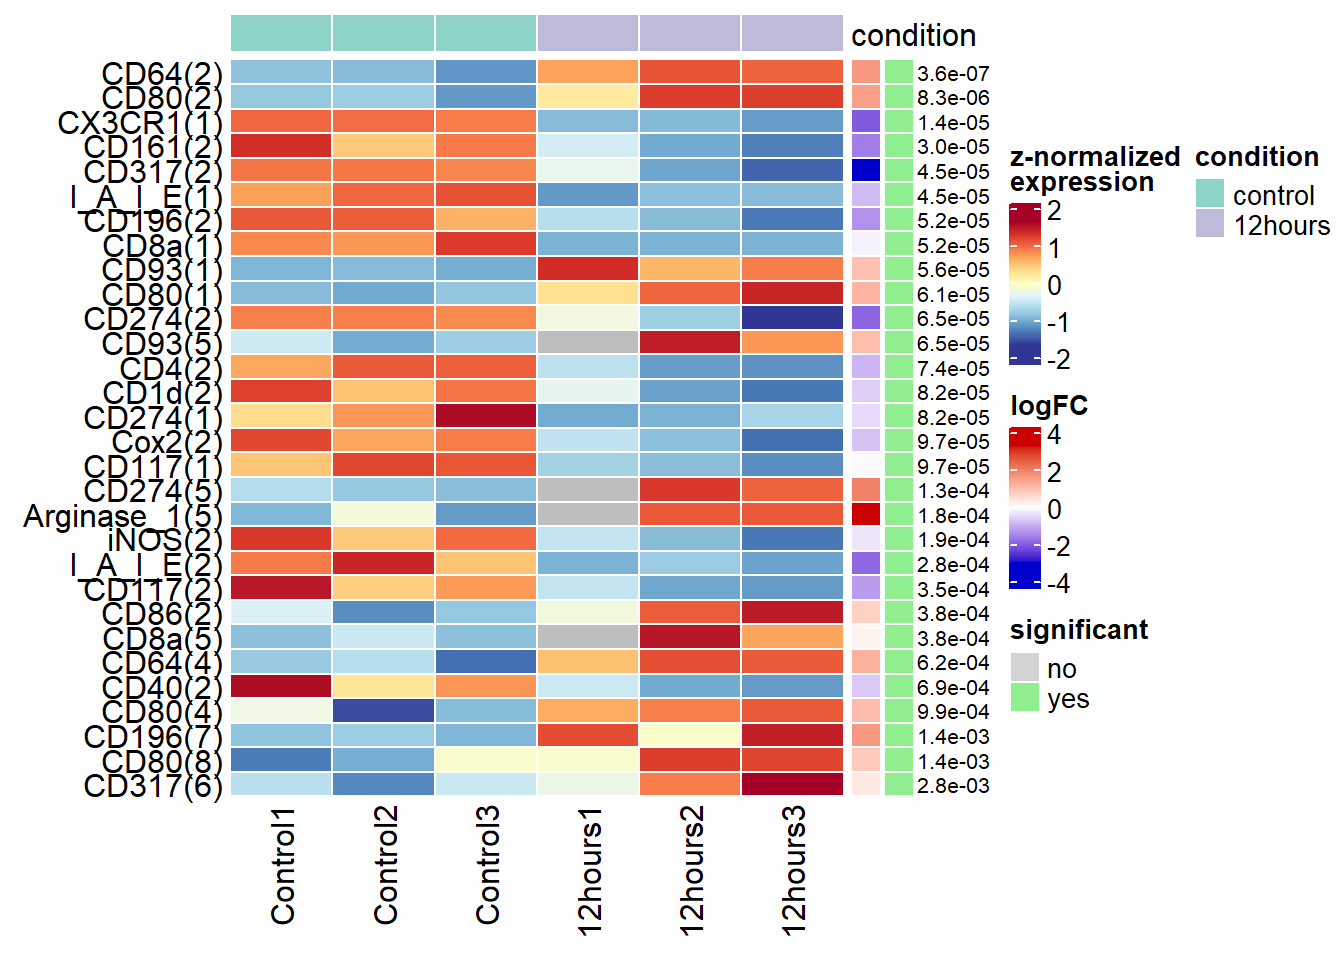 condition
CD64(2) 3.6e-07
CD80(2) 8.3e-06
CX3CR1(1) 1.4e-05
CD161(2) 3.0e-05
CD317(2) 4.5e-05
I_A_I_E(1) 4.5e-05
CD196(2) 5.2e-05
CD8a(1) 5.2e-05
CD93(1) 5.6e-05
CD80(1) 6.1e-05
CD274(2) 6.5e-05
CD93(5) 6.5e-05
CD4(2) 7.4e-05
CD1d(2) 8.2e-05
CD274(1) 8.2e-05
Cox2(2) 9.7e-05
CD117(1) 9.7e-05
CD274(5) 1.3e-04
Arginase_1(5) 1.8e-04
iNOS(2) 1.9e-04
I_A_I_E(2) 2.8e-04
CD117(2) 3.5e-04
CD86(2) 3.8e-04
CD8a(5) 3.8e-04
CD64(4) 6.2e-04
CD40(2) 6.9e-04
CD80(4) 9.9e-04
CD196(7) 1.4e-03
CD80(8) 1.4e-03
CD317(6) 2.8e-03
Control1
Control2
Control3
12hours1
12hours2
12hours3
z-normalized
expression
2
1
0
-1
-2
logFC
4
2
0
-2
-4
significant
no
yes
condition
control
12hours